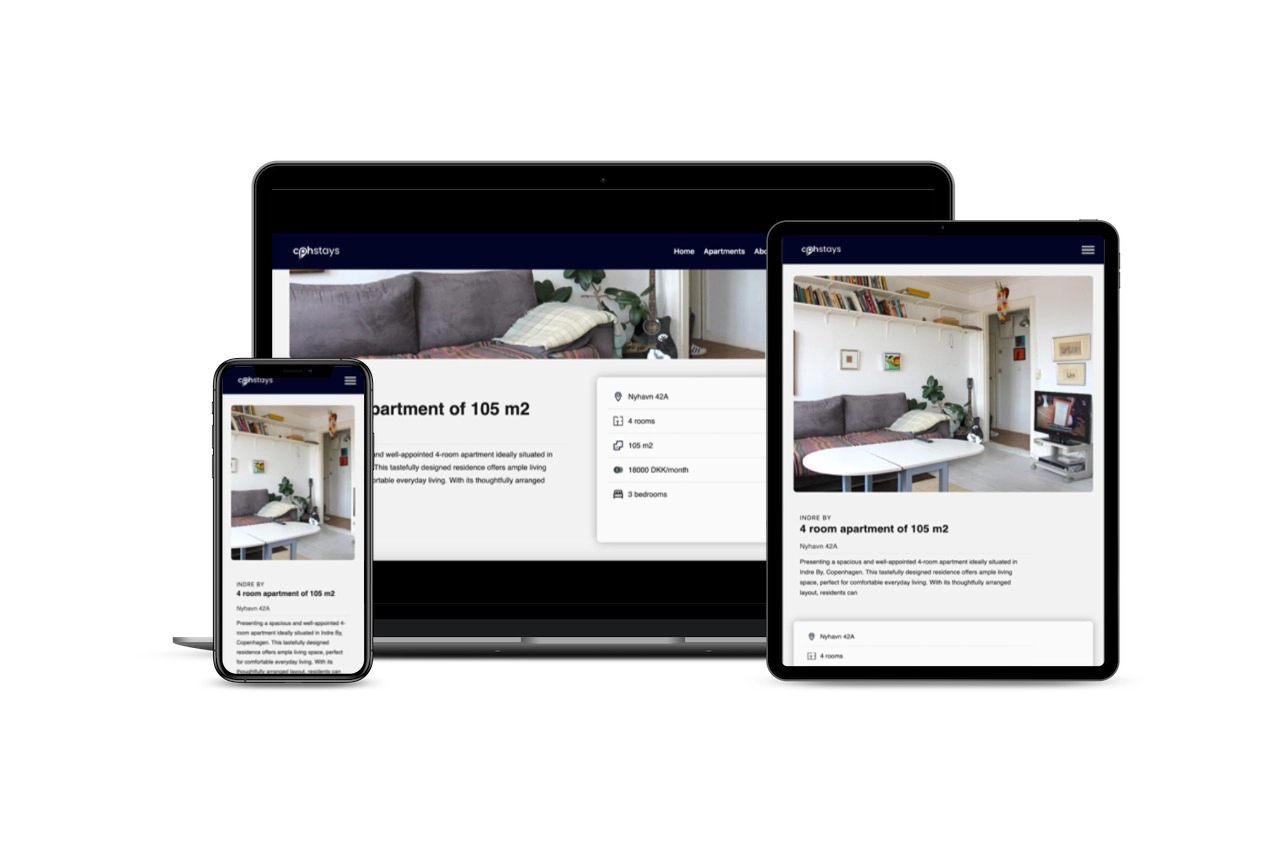 cphstays
Home Apartments
partment of 105 m2
and well-appointed 4-room apartment ideally situated in
This tastefully designed residence offers ample living
ortable everyday living. With its thoughtfully arranged
Nyhavn 42A
4 rooms
105 m2
18000 DKK/month
3 bedrooms
cphstays
INDRE BY
4 room apartment of 105 m2
Nyhavn 42A
Presenting a spacious and well-appointed 4-
room apartment ideally situated in Indre By,
Copenhagen. This tastefully designed
residence offers ample living space, perfect
for comfortable everyday living. With its
thoughtfully arranged layout, residents can
cphstays
INDRE BY
4 room apartment of 105 m2
Nyhavn 42A
Presenting a spacious and well-appointed 4-room apartment ideally situated in
Indre By, Copenhagen. This tastefully designed residence offers ample living
space, perfect for comfortable everyday living. With its thoughtfully arranged
layout, residents can
Nyhavn 42A
4 rooms